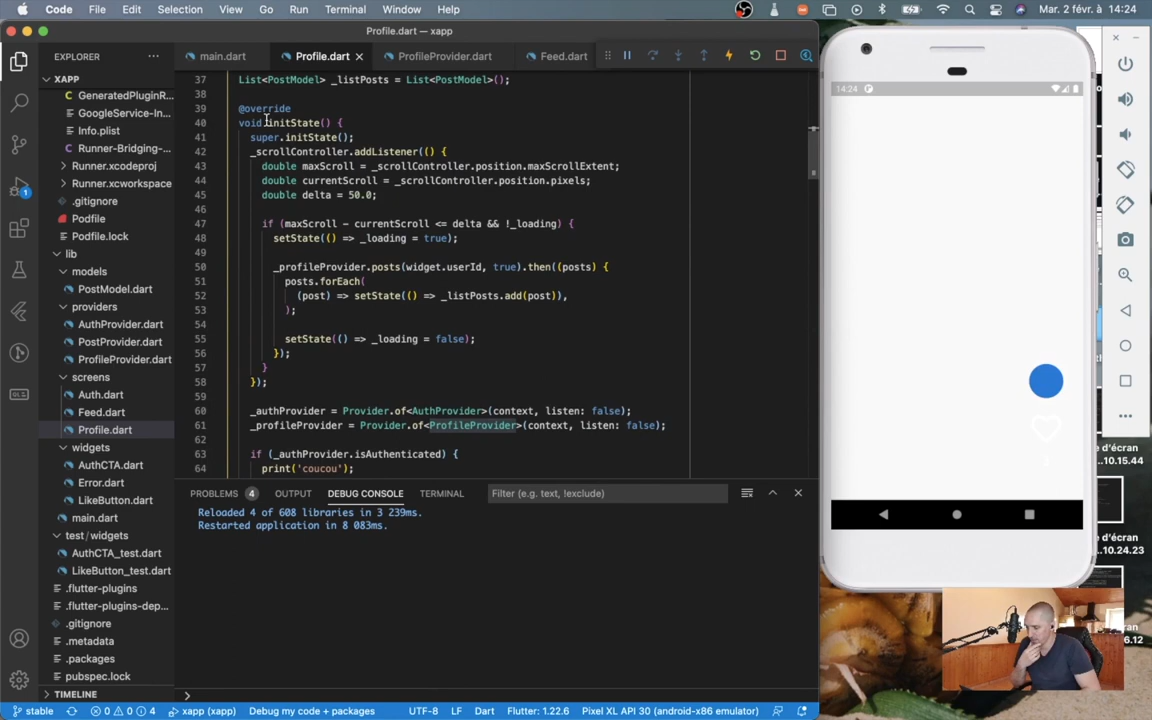 Code File Edit Selection View Go Run Terminal Window Help
Mar. 2 févr. à 14:24
Profile.dart — xapp
EXPLORER
main.dart
Profile.dart
ProfileProvider.dart
Feed.dart
XAPP
GeneratedPluginR...
GoogleService-In...
Info.plist
Runner-Bridging-...
Runner.xcodeproj
Runner.xcworkspace
.gitignore
Podfile
Podfile.lock
lib
models
PostModel.dart
providers
AuthProvider.dart
PostProvider.dart
ProfileProvider.dart
screens
Auth.dart
Feed.dart
Profile.dart
widgets
AuthCTA.dart
Error.dart
LikeButton.dart
main.dart
test/widgets
AuthCTA_test.dart
LikeButton_test.dart
.flutter-plugins
.flutter-plugins-dep...
.gitignore
.metadata
.packages
pubspec.lock
TIMELINE
37 List<PostModel> _listPosts = List<PostModel>();
38
39 @override
40 void initState() {
41 super.initState();
42 _scrollController.addListener(() {
43 double maxScroll = _scrollController.position.maxScrollExtent;
44 double currentScroll = _scrollController.position.pixels;
45 double delta = 50.0;
46
47 if (maxScroll - currentScroll <= delta && !_loading) {
48 setState(() => _loading = true);
49
50 _profileProvider.posts(widget.userId, true).then((posts) {
51 posts.forEach(
52 (post) => setState(() => _listPosts.add(post)),
53 );
54
55 setState(() => _loading = false);
56 });
57 }
58 });
59
60 _authProvider = Provider.of<AuthProvider>(context, listen: false);
61 _profileProvider = Provider.of<ProfileProvider>(context, listen: false);
62
63 if (_authProvider.isAuthenticated) {
64 print('coucou');
PROBLEMS 4 OUTPUT DEBUG CONSOLE TERMINAL
Filter (e.g. text, !exclude)
Reloaded 4 of 608 libraries in 3 239ms.
Restarted application in 8 083ms.
14:24
..10.15.44
e d'écran
..10.24.23
e d'écran
stable
0 0 4
xapp (xapp)
Debug my code + packages
UTF-8 LF Dart Flutter: 1.22.6 Pixel XL API 30 (android-x86 emulator)
1